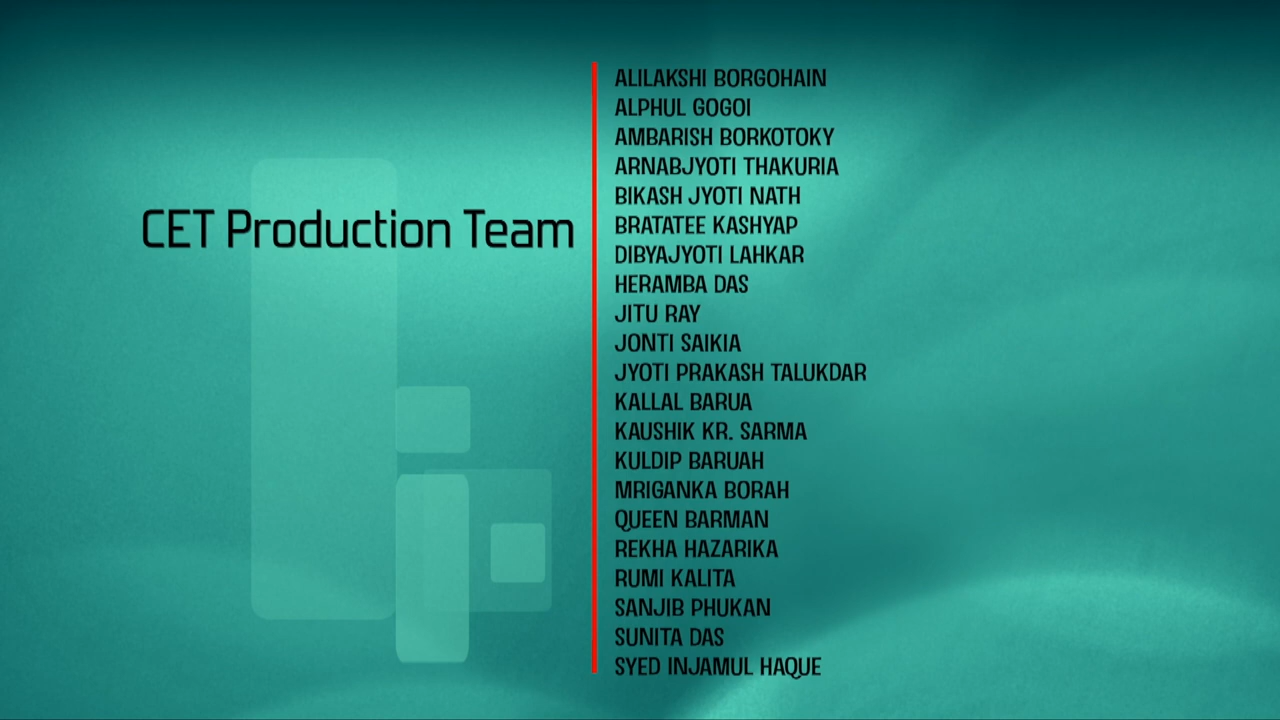 CET Production Team
ALILAKSHI BORGOHAIN
ALPHUL GOGOI
AMBARISH BORKOTOKY
ARNABJYOTI THAKURIA
BIKASH JYOTI NATH
BRATATEE KASHYAP
DIBYAJYOTI LAHKAR
HERAMBA DAS
JITU RAY
JONTI SAIKIA
JYOTI PRAKASH TALUKDAR
KALLAL BARUA
KAUSHIK KR. SARMA
KULDIP BARUAH
MRIGANKA BORAH
QUEEN BARMAN
REKHA HAZARIKA
RUMI KALITA
SANJIB PHUKAN
SUNITA DAS
SYED INJAMUL HAQUE